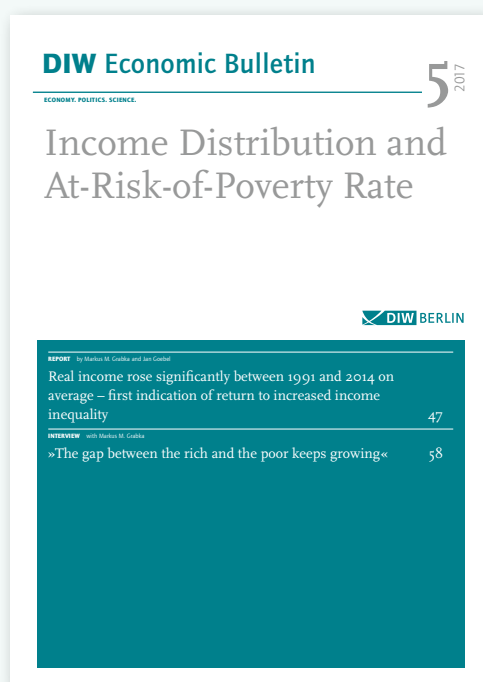 DIW Economic Bulletin
5
2017
ECONOMY. POLITICS. SCIENCE.
Income Distribution and
At-Risk-of-Poverty Rate
DIW BERLIN
REPORT by Markus M. Grabka and Jan Goebel
Real income rose significantly between 1991 and 2014 on
average – first indication of return to increased income
inequality 47
INTERVIEW with Markus M. Grabka
»The gap between the rich and the poor keeps growing« 58